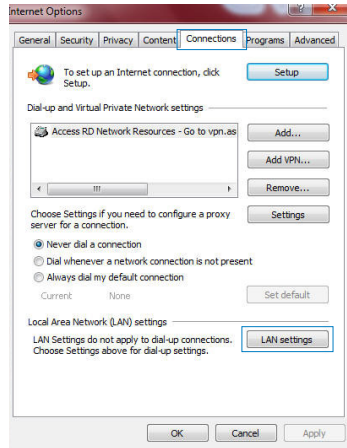 Internet Options
General Security Privacy Content Connections Programs Advanced
To set up an Internet connection, click
Setup.
Setup
Dial-up and Virtual Private Network settings
Access RD Network Resources - Go to vpn.as
Add...
Add VPN...
Remove...
Choose Settings if you need to configure a proxy
server for a connection.
Settings
Never dial a connection
Dial whenever a network connection is not present
Always dial my default connection
Current None
Set default
Local Area Network (LAN) settings
LAN Settings do not apply to dial-up connections.
Choose Settings above for dial-up settings.
LAN settings
OK Cancel Apply